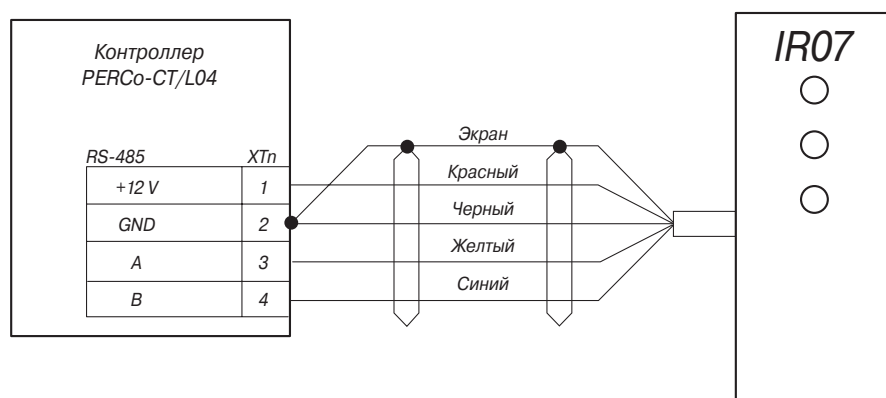 Контроллер
PERCo-CT/L04
IR07
RS-485 XTn
+12 V 1
GND 2
A 3
B 4
Экран
Красный
Черный
Желтый
Синий